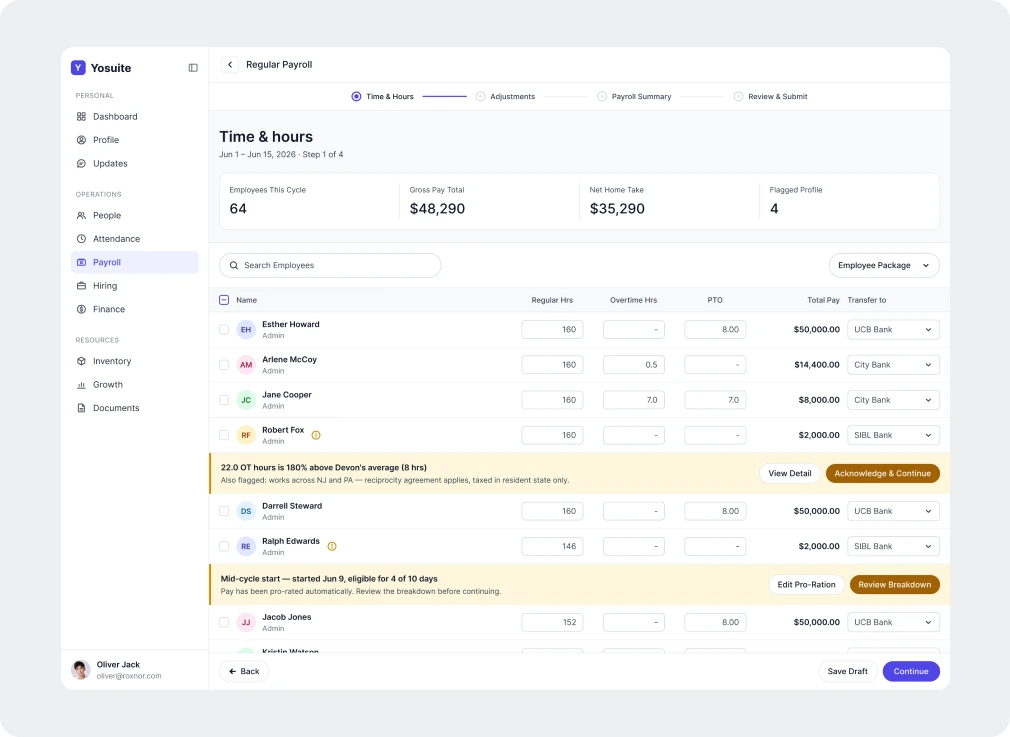 Y Yosuite
PERSONAL
Dashboard
Profile
Updates
OPERATIONS
People
Attendance
Payroll
Hiring
Finance
RESOURCES
Inventory
Growth
Documents
Oliver Jack
oliver@roxnor.com
Regular Payroll
Time & Hours Adjustments Payroll Summary Review & Submit
Time & hours
Jun 1 – Jun 15, 2026 · Step 1 of 4
Employees This Cycle Gross Pay Total Net Home Take Flagged Profile
64 $48,290 $35,290 4
Search Employees Employee Package
Name Regular Hrs Overtime Hrs PTO Total Pay Transfer to
EH Esther Howard 160 - 8.00 $50,000.00 UCB Bank
Admin
AM Arlene McCoy 160 0.5 - $14,400.00 City Bank
Admin
JC Jane Cooper 160 7.0 7.0 $8,000.00 City Bank
Admin
RF Robert Fox 160 - - $2,000.00 SIBL Bank
Admin
22.0 OT hours is 180% above Devon's average (8 hrs) View Detail Acknowledge & Continue
Also flagged: works across NJ and PA — reciprocity agreement applies, taxed in resident state only.
DS Darrell Steward 160 - 8.00 $50,000.00 UCB Bank
Admin
RE Ralph Edwards 146 - - $2,000.00 SIBL Bank
Admin
Mid-cycle start — started Jun 9, eligible for 4 of 10 days Edit Pro-Ration Review Breakdown
Pay has been pro-rated automatically. Review the breakdown before continuing.
JJ Jacob Jones 152 - 8.00 $50,000.00 UCB Bank
Admin
Kristin Watson
Back Save Draft Continue